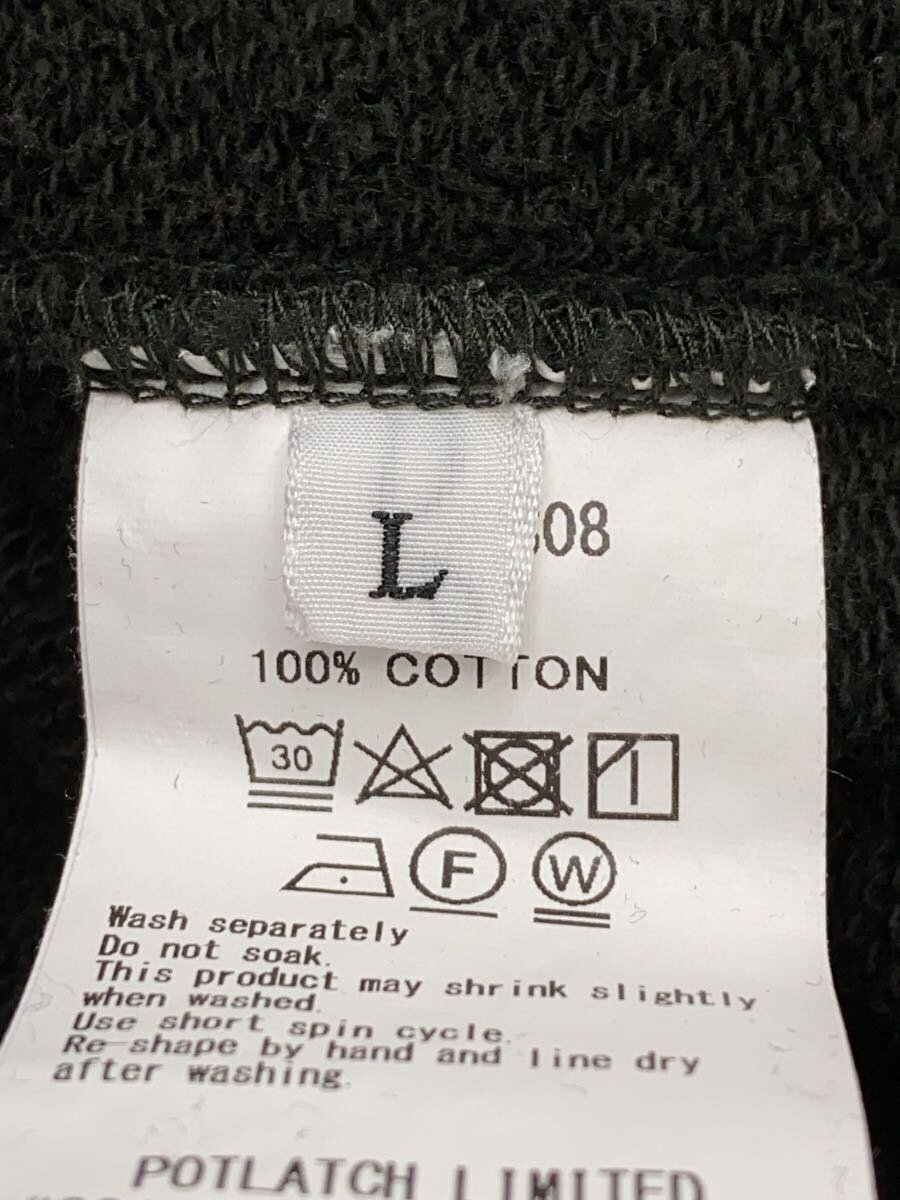 L
08
100% COTTON
30
F W
Wash separately
Do not soak.
This product may shrink slightly
when washed.
Use short spin cycle.
Re-shape by hand and line dry
after washing.
POTLATCH LIMITED